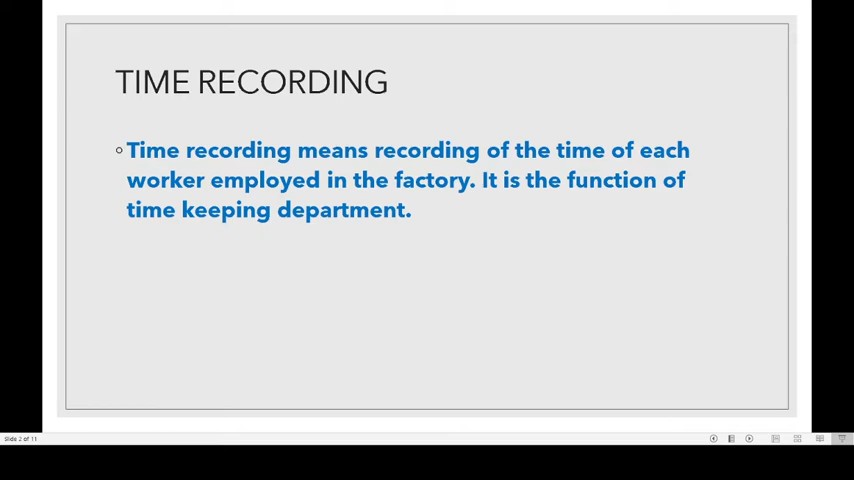 TIME RECORDING
Time recording means recording of the time of each
worker employed in the factory. It is the function of
time keeping department.
Slide 2 of 11